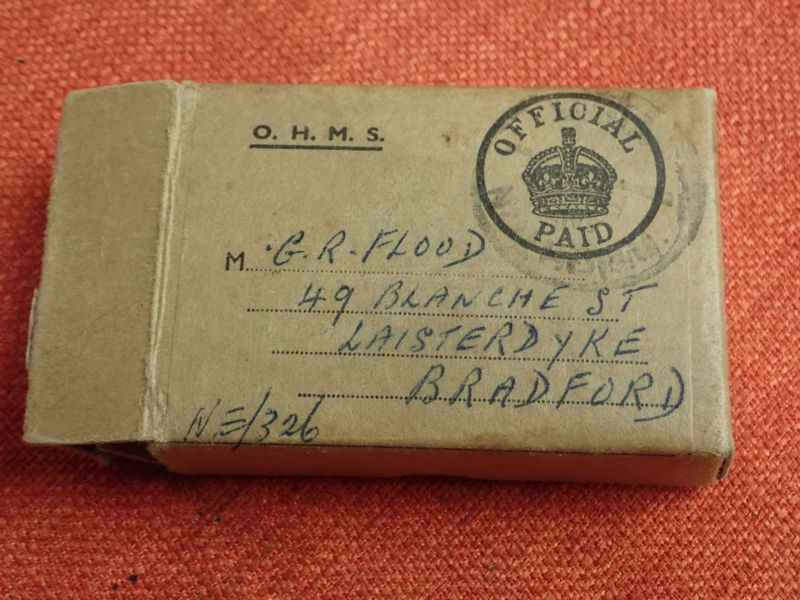 O. H. M. S.
OFFICIAL
PAID
M. G. R. FLOOD
49 BLANCHE ST
LAISTERDYKE
BRADFORD
NE/326